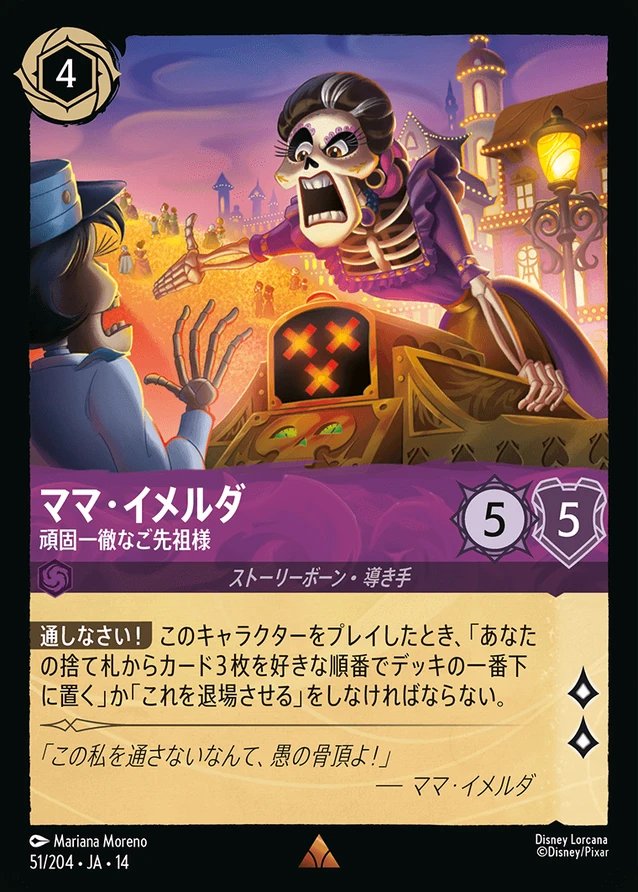 4
ママ・イメルダ
頑固一徹なご先祖様
5
5
ストーリーボーン・導き手
通しなさい! このキャラクターをプレイしたとき、「あなた
の捨て札からカード3枚を好きな順番でデッキの一番下
に置く」か「これを退場させる」をしなければならない。
「この私を通さないなんて、愚の骨頂よ!」
— ママ・イメルダ
Mariana Moreno
51/204・JA・14
Disney Lorcana
©Disney/Pixar